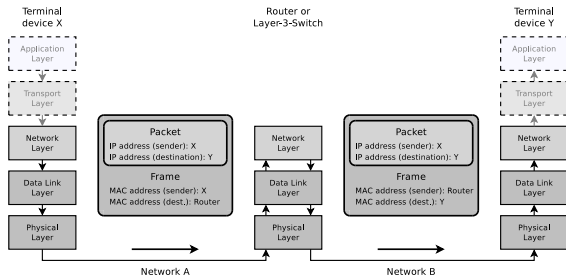 Terminal
device X
Router or
Layer-3-Switch
Terminal
device Y
Application
Layer
Application
Layer
Transport
Layer
Transport
Layer
Network
Layer
Packet
IP address (sender): X
IP address (destination): Y
Network
Layer
Packet
IP address (sender): X
IP address (destination): Y
Network
Layer
Data Link
Layer
Frame
MAC address (sender): X
MAC address (dest.): Router
Data Link
Layer
Frame
MAC address (sender): Router
MAC address (dest.): Y
Data Link
Layer
Physical
Layer
Physical
Layer
Physical
Layer
Network A
Network B